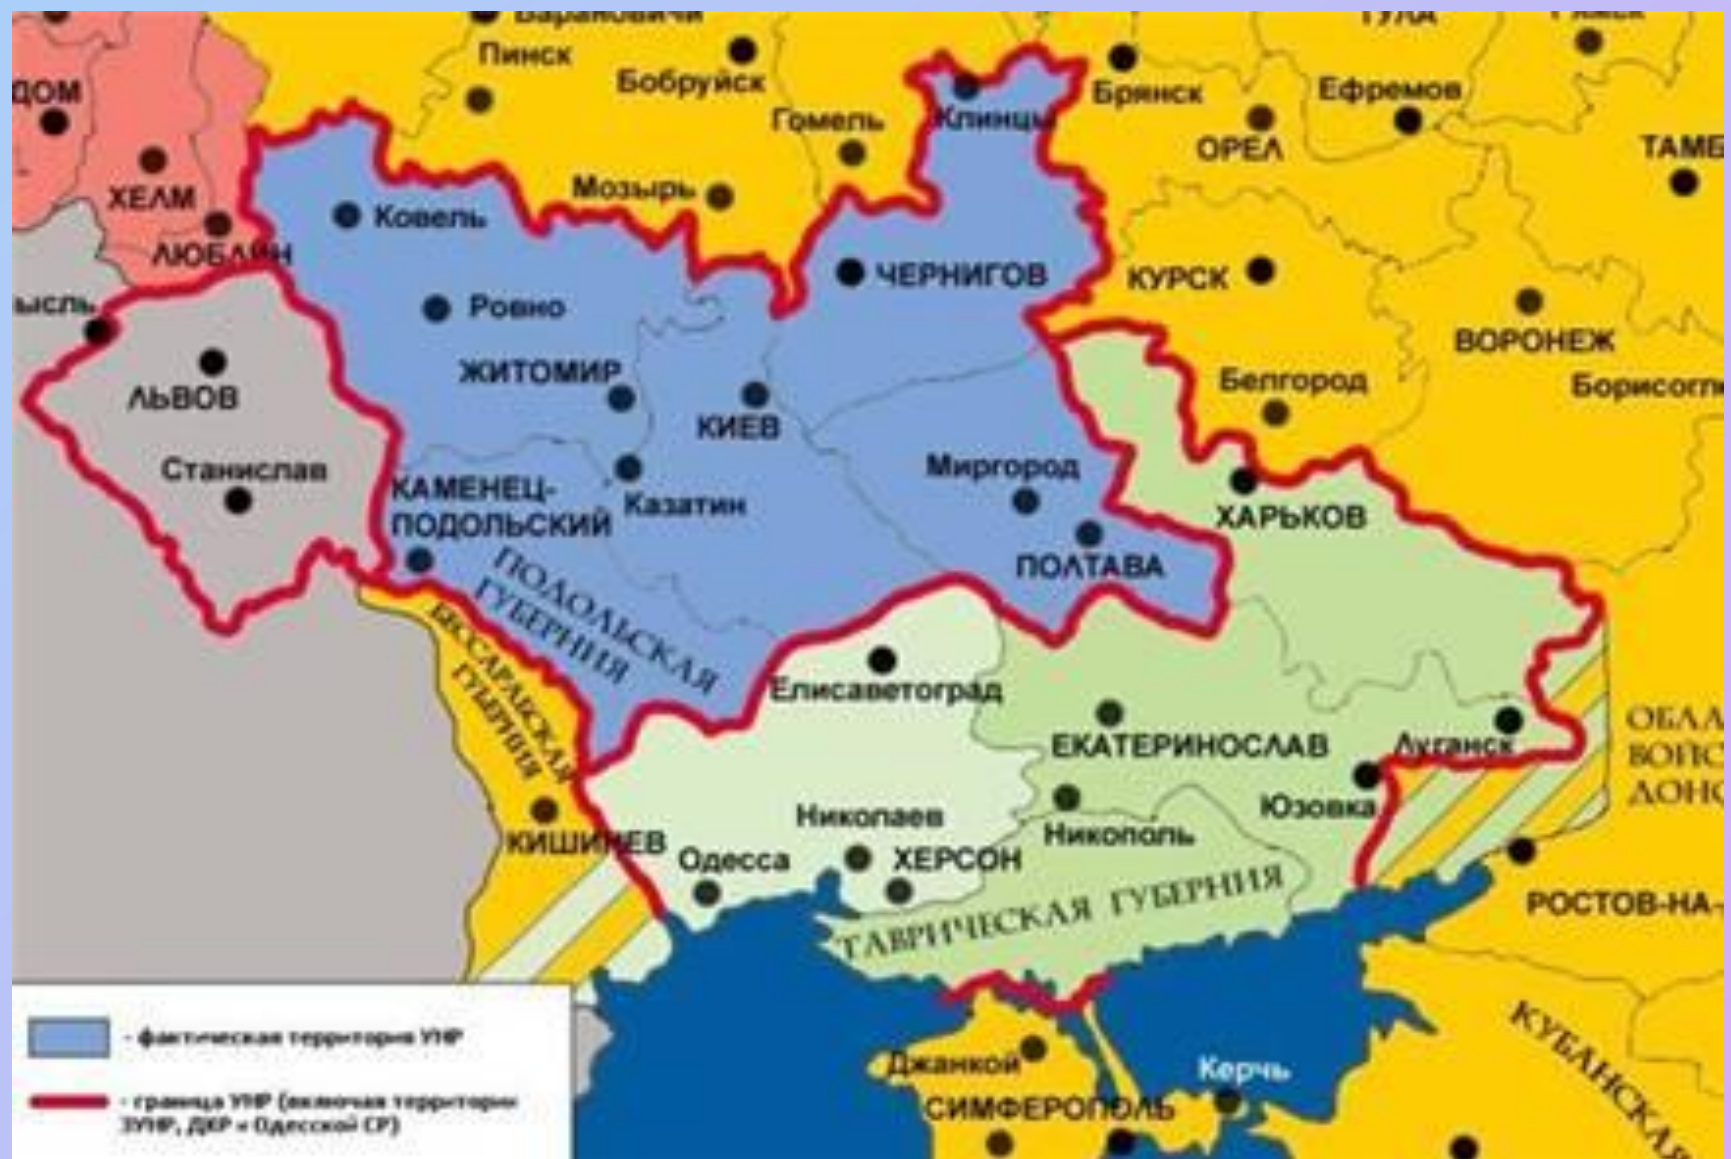 Барановичи
ТУЛА
Пинск
Бобруйск
Гомель
Клинцы
Брянск
Ефремов
ОРЕЛ
ХЕЛМ
Мозырь
Ковель
ЛЮБЛИН
ЧЕРНИГОВ
КУРСК
Ровно
ВОРОНЕЖ
ЖИТОМИР
ЛЬВОВ
КИЕВ
Белгород
Станислав
Миргород
КАМЕНЕЦ-
ПОДОЛЬСКИЙ
Казатин
ХАРЬКОВ
ПОЛТАВА
ПОДОЛЬСКАЯ
ГУБЕРНИЯ
БЕССАРАБСКАЯ
ГУБЕРНИЯ
Елисаветоград
ЕКАТЕРИНОСЛАВ
Луганск
ОБЛА
ВОЙС
ДОНС
Юзовка
Николаев
Никополь
КИШИНЕВ
Одесса
ХЕРСОН
ТАВРИЧЕСКАЯ ГУБЕРНИЯ
РОСТОВ-НА-
КУБАНСКАЯ
Джанкой
Керчь
СИМФЕРОПОЛЬ
ДОМ
ысль
ТАМБ
Борисогл
- фактическая территория УНР
- граница УНР (включая территории
ЗУНР, ДКР и Одесской СР)